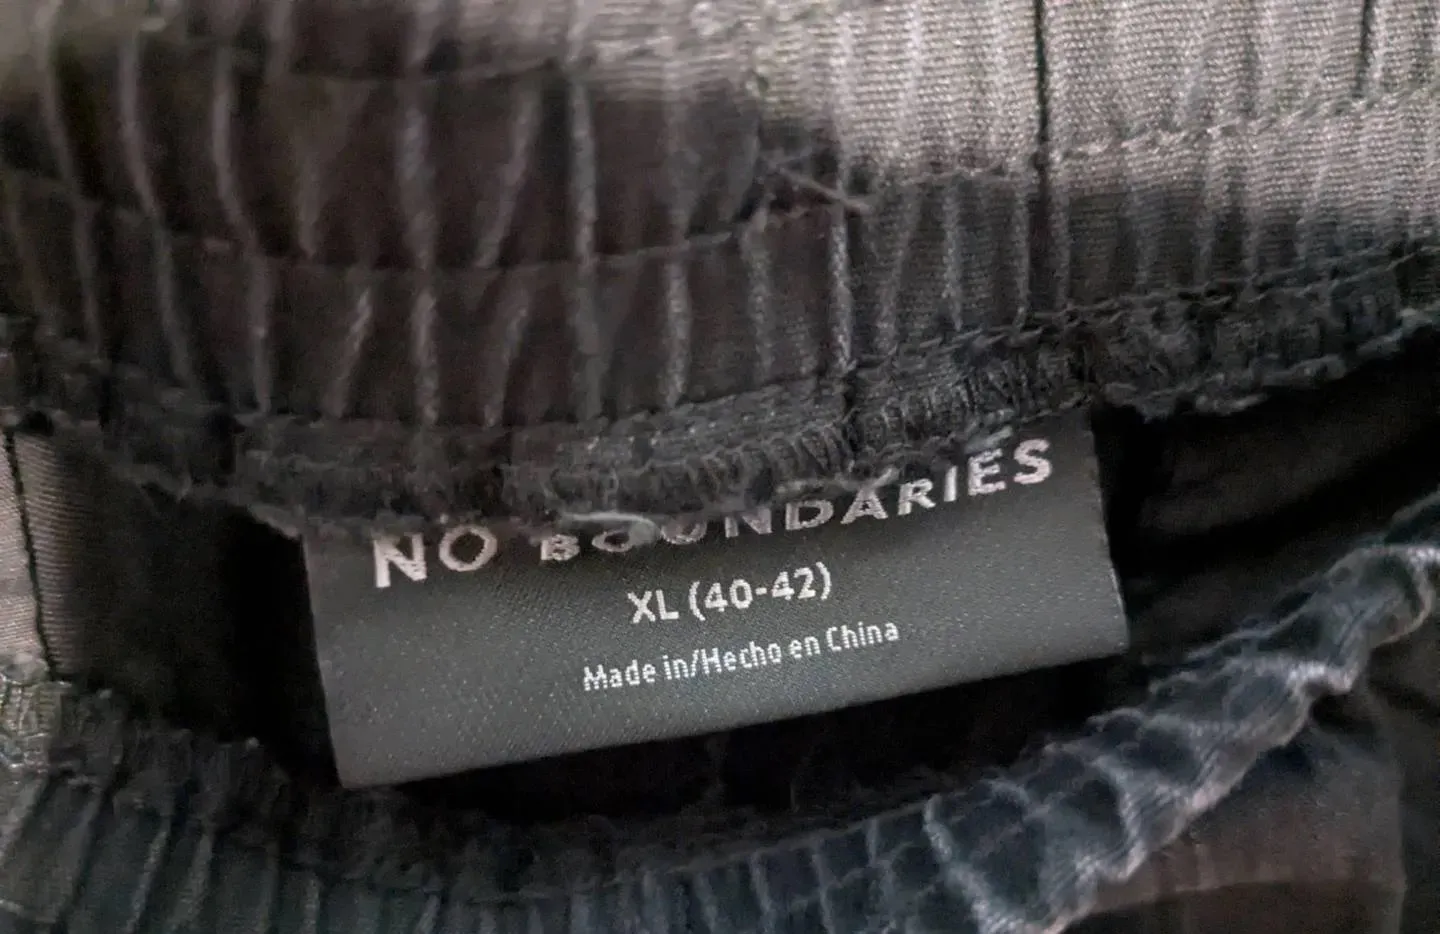 NO BOUNDARIES
XL (40-42)
Made in/Hecho en China